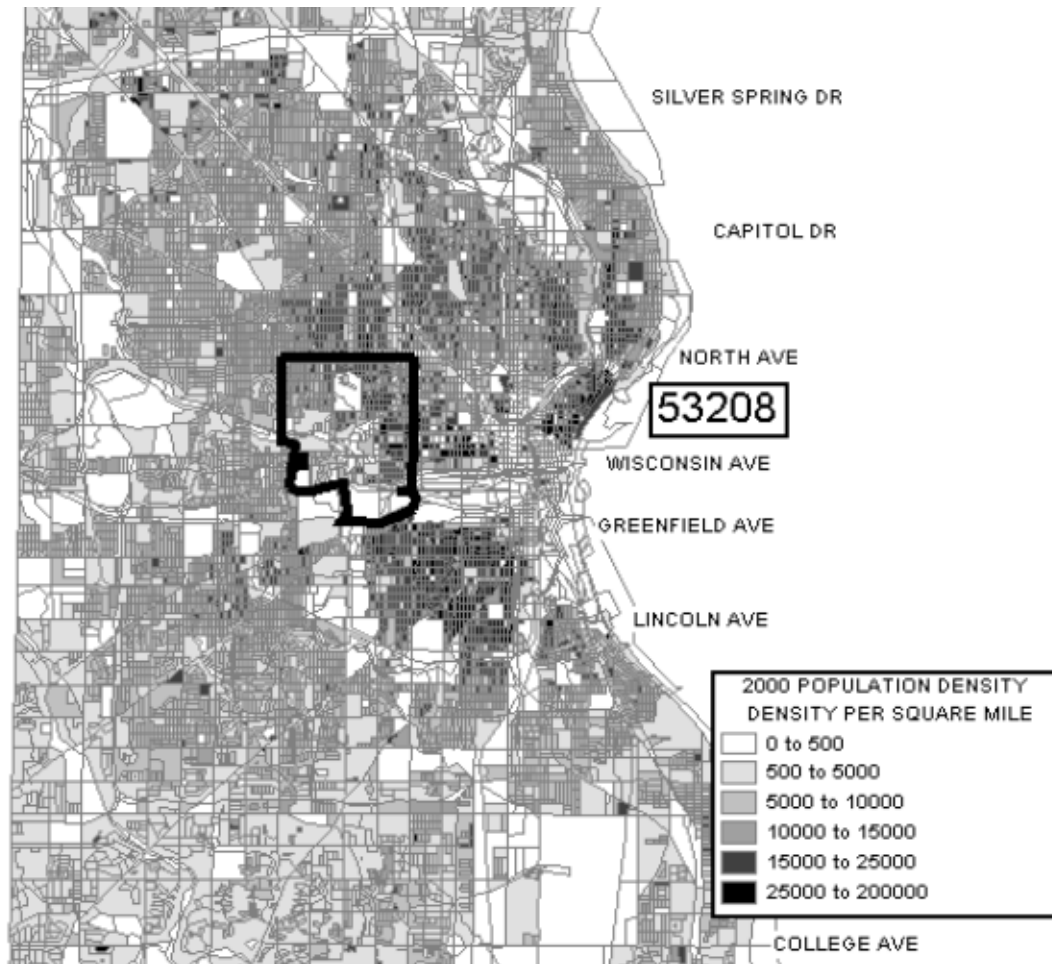 SILVER SPRING DR
CAPITOL DR
NORTH AVE
53208
WISCONSIN AVE
GREENFIELD AVE
LINCOLN AVE
2000 POPULATION DENSITY
DENSITY PER SQUARE MILE
0 to 500
500 to 5000
5000 to 10000
10000 to 15000
15000 to 25000
25000 to 200000
COLLEGE AVE